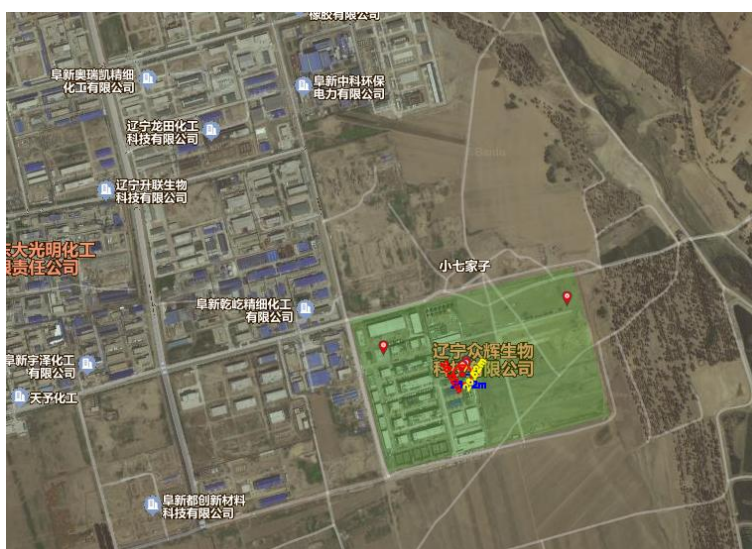 橡胶有限公司
阜新奥瑞凯精细
化工有限公司
阜新中科环保
电力有限公司
辽宁龙田化工
科技有限公司
辽宁升联生物
科技有限公司
东大光明化工
限责任公司
小七家子
阜新乾屹精细化工
有限公司
辽宁众辉生物
科技有限公司
阜新宇泽化工
有限公司
天予化工
阜新都创新材料
科技有限公司